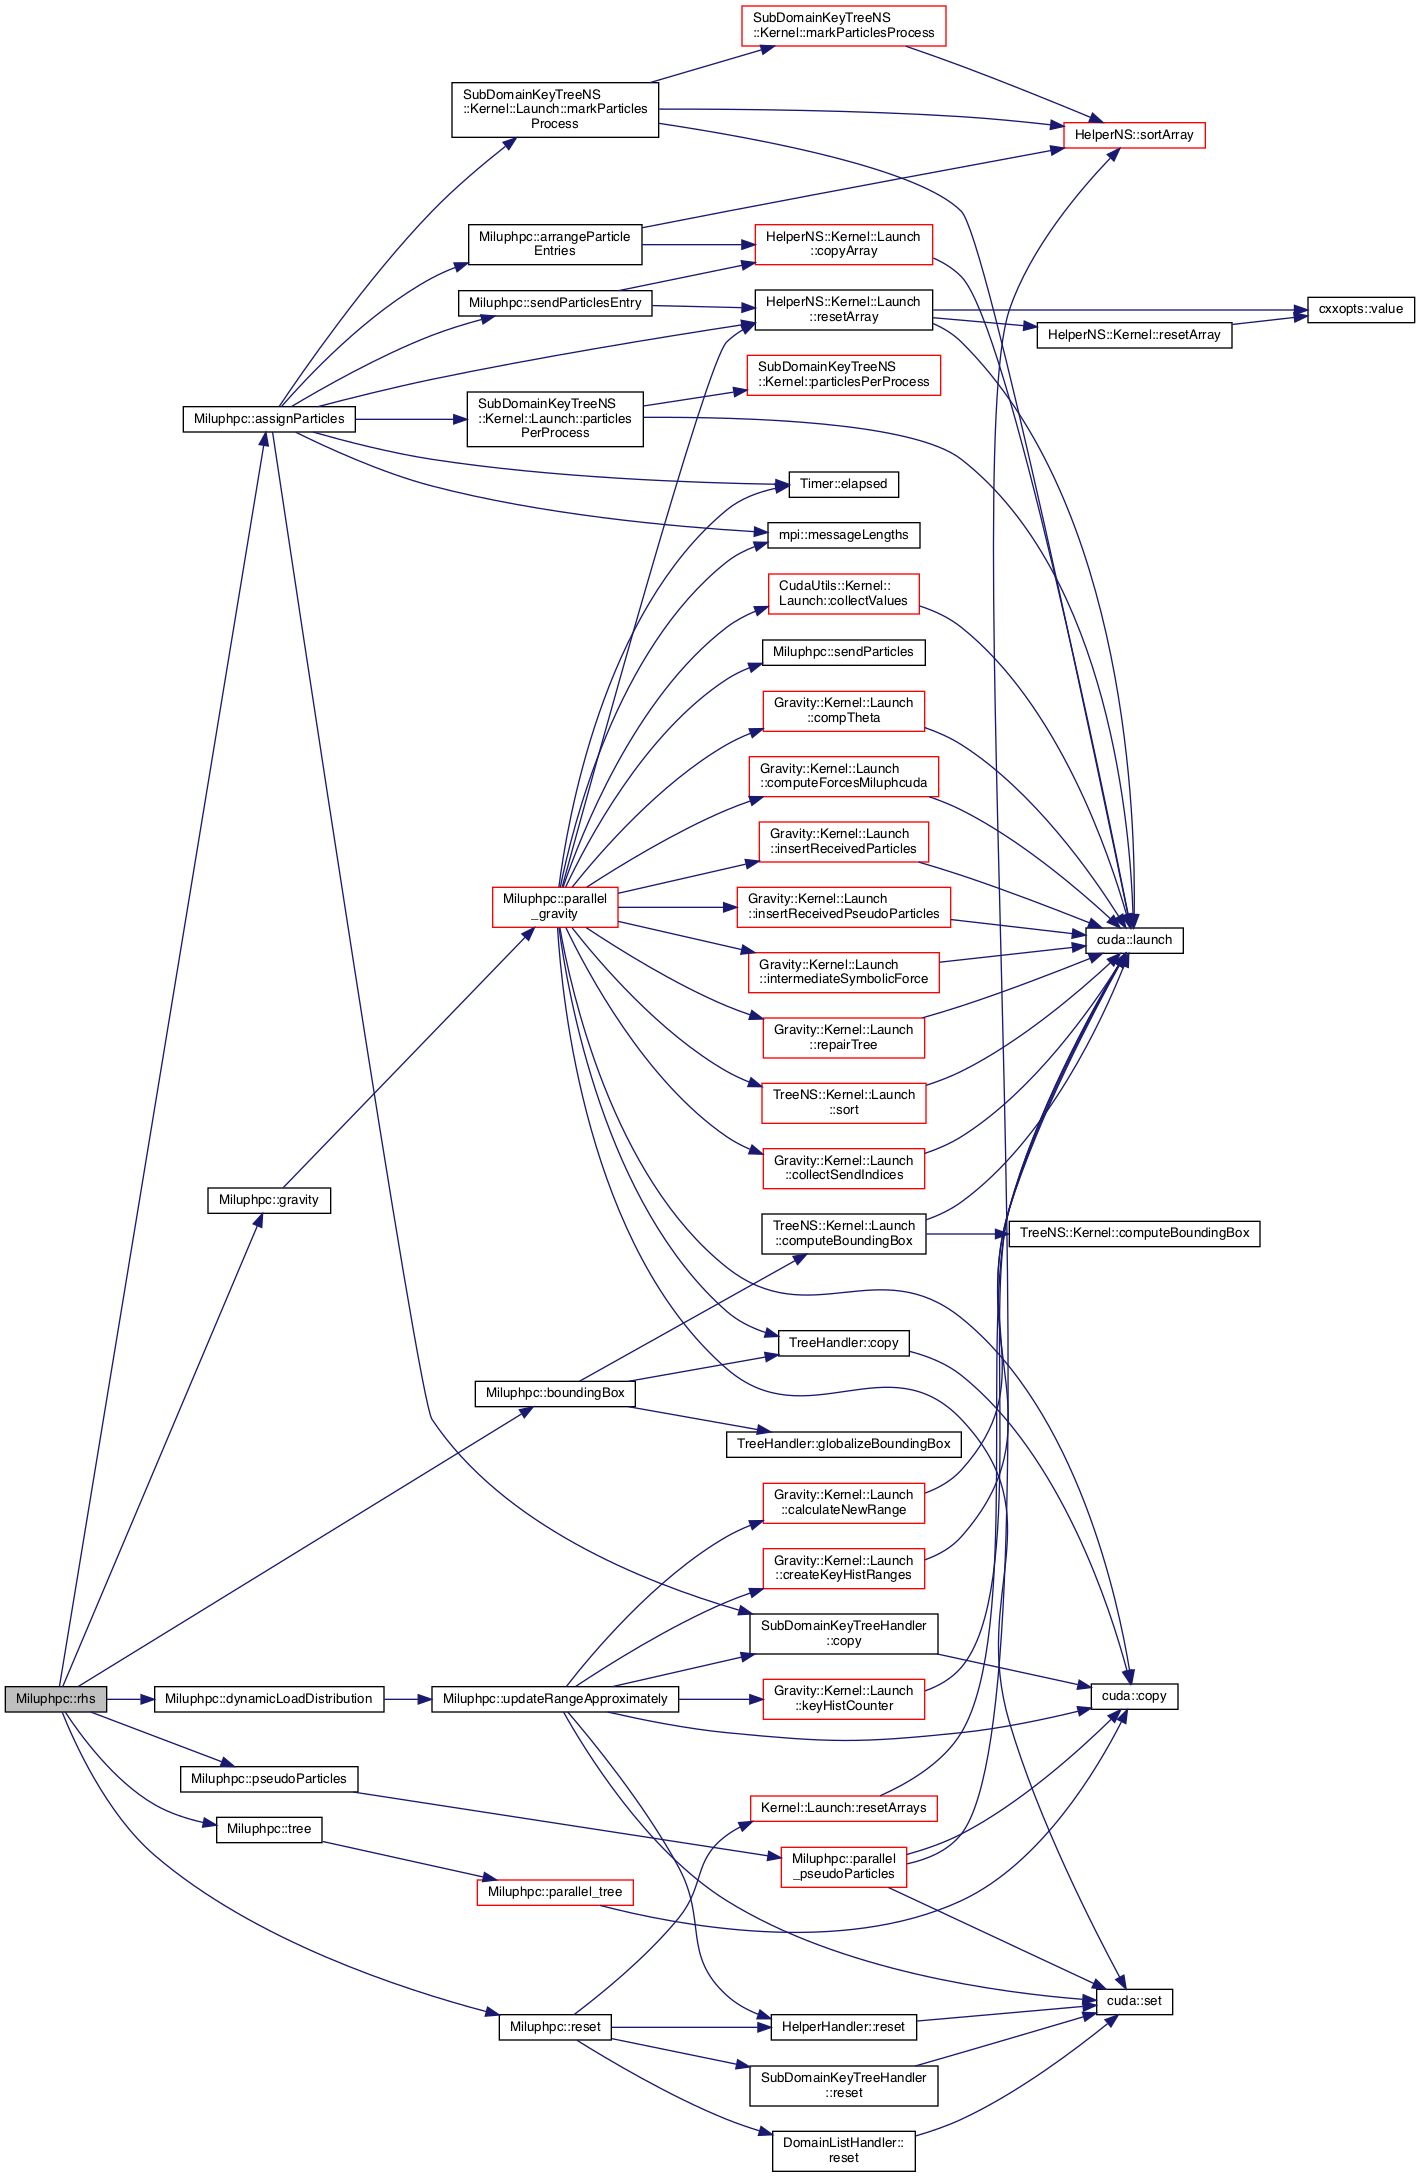 SubDomainKeyTreeNS
::Kernel::markParticlesProcess
SubDomainKeyTreeNS
::Kernel::Launch::markParticles
Process
HelperNS::sortArray
Miluphpc::arrangeParticle
Entries
HelperNS::Kernel::Launch
::copyArray
Miluphpc::sendParticlesEntry
HelperNS::Kernel::Launch
::resetArray
cxxopts::value
HelperNS::Kernel::resetArray
SubDomainKeyTreeNS
::Kernel::particlesPerProcess
Miluphpc::assignParticles
SubDomainKeyTreeNS
::Kernel::Launch::particles
PerProcess
Timer::elapsed
mpi::messageLengths
CudaUtils::Kernel::
Launch::collectValues
Miluphpc::sendParticles
Gravity::Kernel::Launch
::compTheta
Gravity::Kernel::Launch
::computeForcesMiluphcuda
Gravity::Kernel::Launch
::insertReceivedParticles
Miluphpc::parallel
_gravity
Gravity::Kernel::Launch
::insertReceivedPseudoParticles
cuda::launch
Gravity::Kernel::Launch
::intermediateSymbolicForce
Gravity::Kernel::Launch
::repairTree
TreeNS::Kernel::Launch
::sort
Gravity::Kernel::Launch
::collectSendIndices
Miluphpc::gravity
TreeNS::Kernel::Launch
::computeBoundingBox
TreeNS::Kernel::computeBoundingBox
TreeHandler::copy
Miluphpc::boundingBox
TreeHandler::globalizeBoundingBox
Gravity::Kernel::Launch
::calculateNewRange
Gravity::Kernel::Launch
::createKeyHistRanges
SubDomainKeyTreeHandler
::copy
Miluphpc::rhs
Miluphpc::dynamicLoadDistribution
Miluphpc::updateRangeApproximately
Gravity::Kernel::Launch
::keyHistCounter
cuda::copy
Miluphpc::pseudoParticles
Kernel::Launch::resetArrays
Miluphpc::tree
Miluphpc::parallel
_pseudoParticles
Miluphpc::parallel_tree
cuda::set
Miluphpc::reset
HelperHandler::reset
SubDomainKeyTreeHandler
::reset
DomainListHandler::
reset